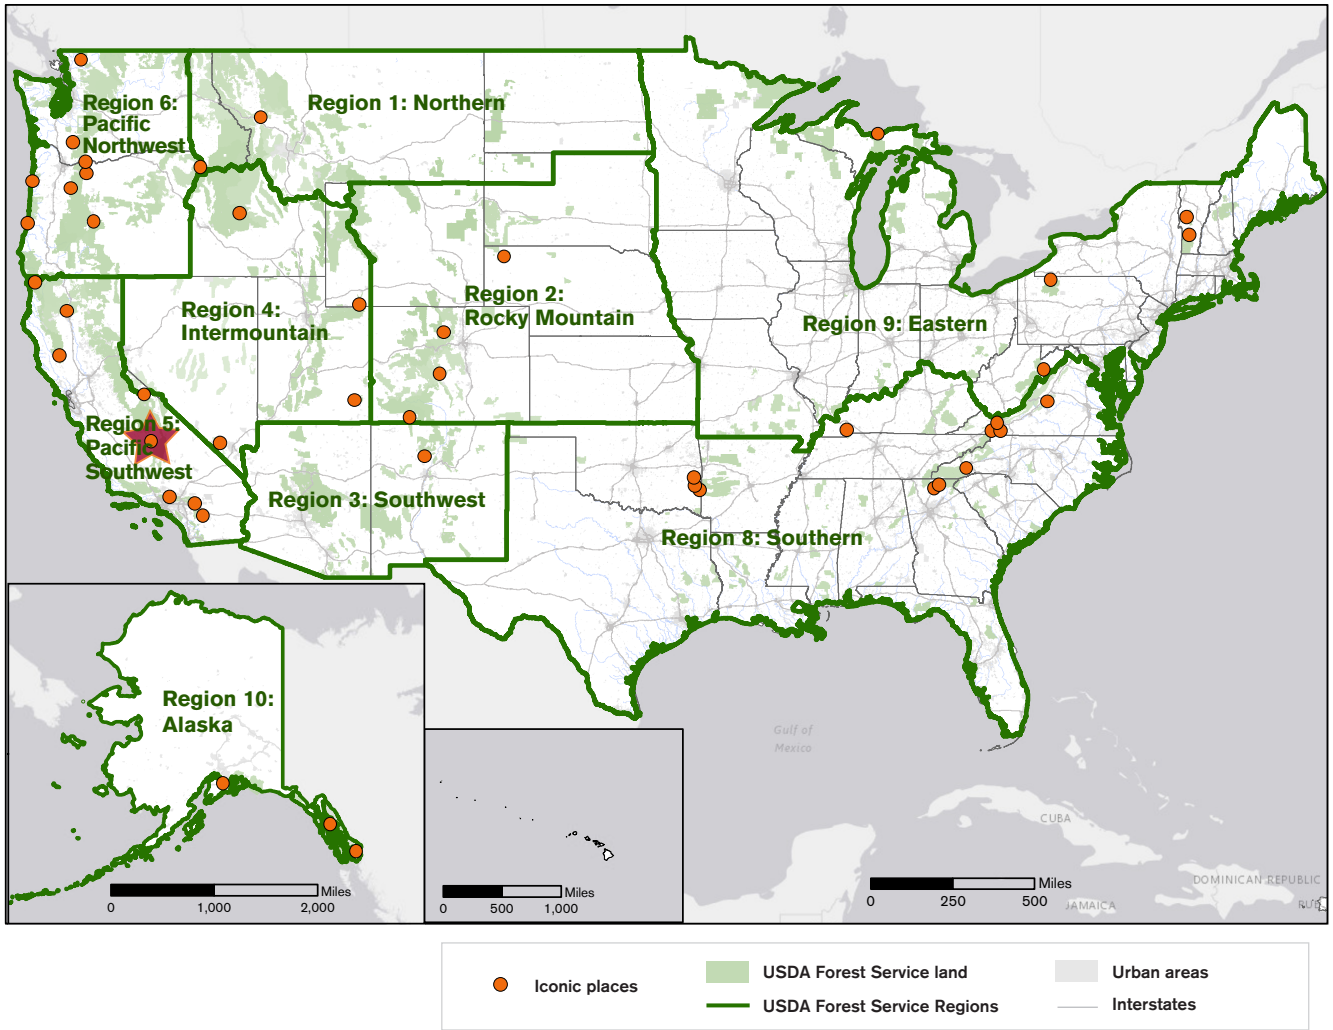 Region 6:
Pacific
Northwest
Region 1: Northern
Region 4:
Intermountain
Region 2:
Rocky Mountain
Region 9: Eastern
Region 5:
Pacific
Southwest
Region 3: Southwest
Region 8: Southern
Region 10:
Alaska
Gulf of
Mexico
CUBA
DOMINICAN REPUBLIC
JAMAICA
Miles
0 1,000 2,000
Miles
0 500 1,000
Miles
0 250 500
Iconic places
USDA Forest Service land
USDA Forest Service Regions
Urban areas
Interstates